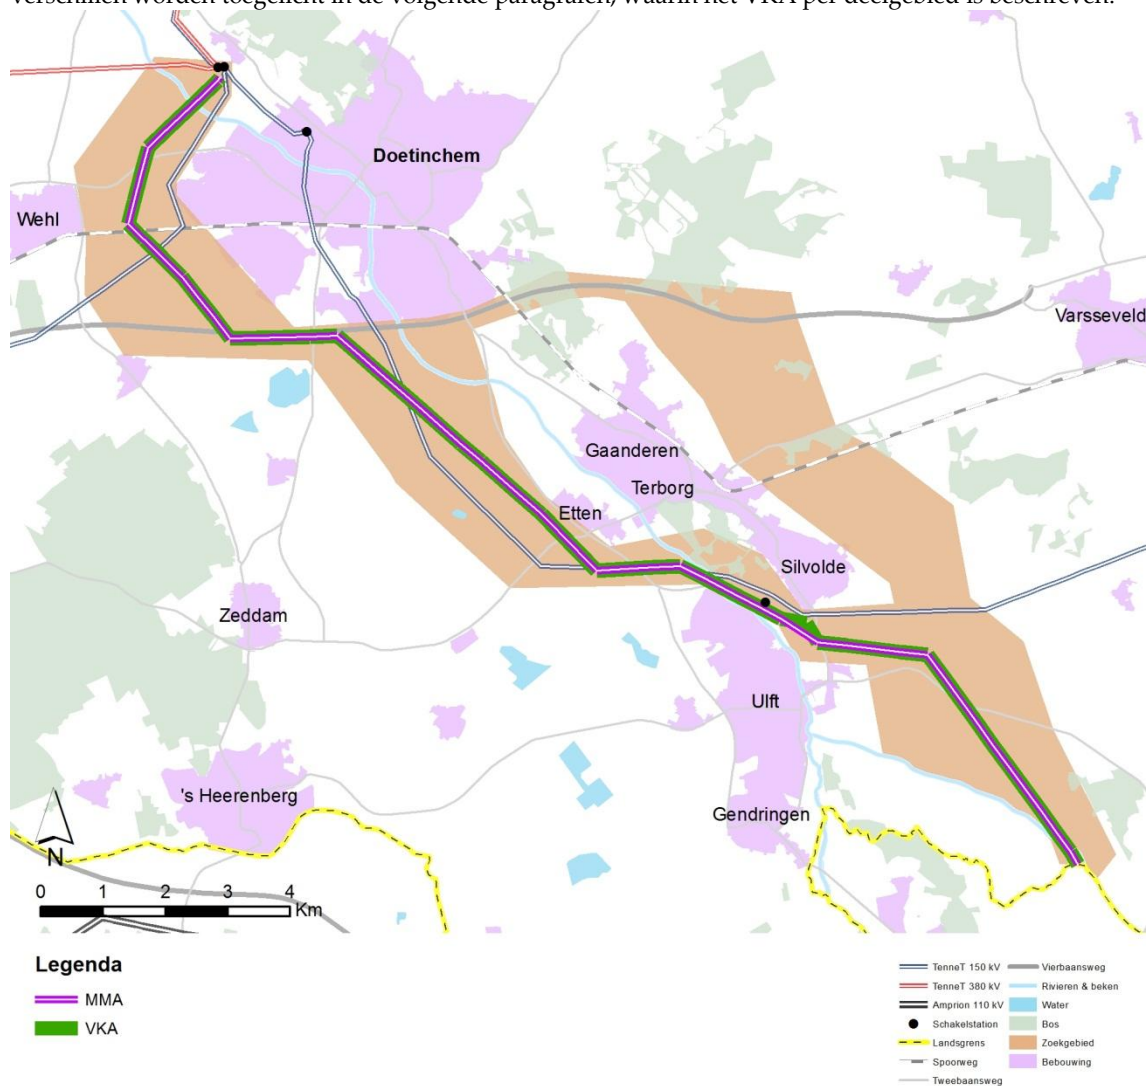 verschillen worden toegelicht in de volgende paragrafen, waarin het VKA per deelgebied is beschreven.
Doetinchem
Wehl
Varsseveld
Gaanderen
Terborg
Etten
Silvolde
Zeddam
Ulft
's Heerenberg
Gendringen
N
0 1 2 3 4
Km
Legenda
MMA
VKA
TenneT 150 kV
TenneT 380 kV
Amprion 110 kV
Schakelstation
Landsgrens
Spoorweg
Tweebaansweg
Vierbaansweg
Rivieren & beken
Water
Bos
Zoekgebied
Bebouwing